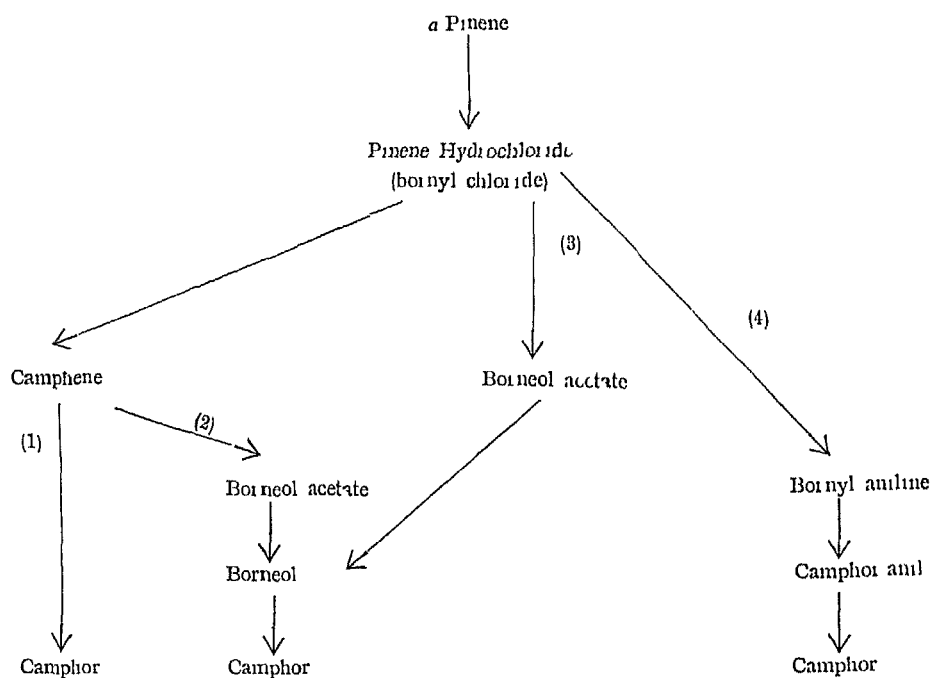 a Pinene
Pinene Hydrochloride
(bornyl chloride)
(3)
(4)
Camphene
Borneol acetate
(1)
(2)
Borneol acetate
Bornyl aniline
Borneol
Camphor anil
Camphor
Camphor
Camphor